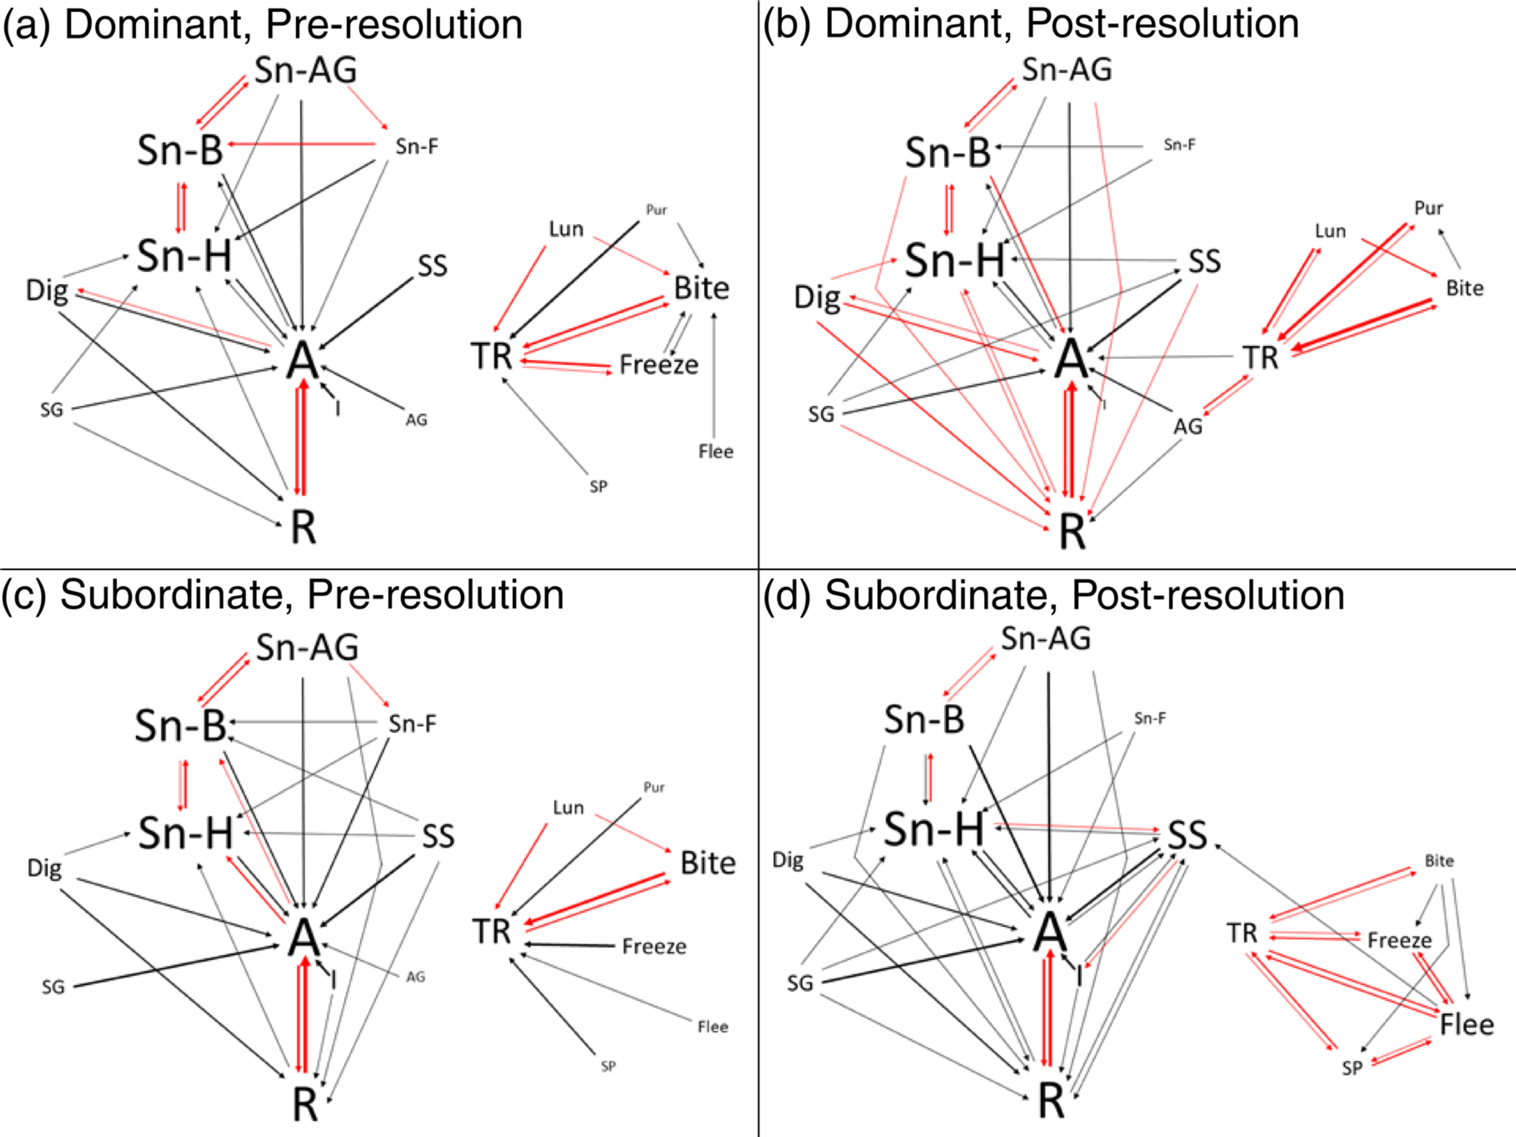 (a) Dominant, Pre-resolution
Sn-AG
Sn-B
Sn-F
Sn-H
SS
Dig
A
SG
I
AG
R
Pur
Lun
Bite
TR
Freeze
Flee
SP
(b) Dominant, Post-resolution
Sn-AG
Sn-B
Sn-F
Sn-H
SS
Dig
A
SG
I
AG
R
Pur
Lun
Bite
TR
(c) Subordinate, Pre-resolution
Sn-AG
Sn-B
Sn-F
Sn-H
SS
Dig
A
SG
I
AG
R
Pur
Lun
Bite
TR
Freeze
Flee
SP
(d) Subordinate, Post-resolution
Sn-AG
Sn-B
Sn-F
Sn-H
SS
Dig
A
SG
I
R
Bite
TR
Freeze
Flee
SP